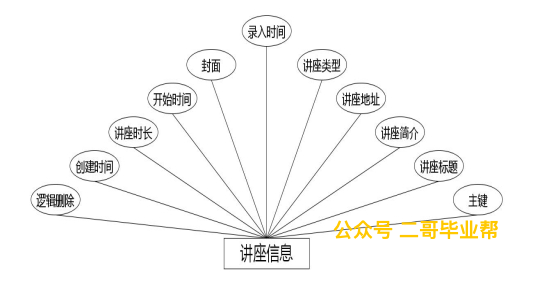 录入时间
封面
讲座类型
开始时间
讲座地址
讲座时长
讲座简介
创建时间
讲座标题
逻辑删除
主键
公众号 二哥毕业帮
讲座信息